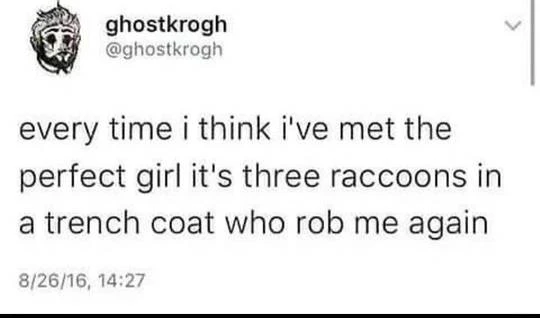 ghostkrogh
@ghostkrogh
every time i think i've met the
perfect girl it's three raccoons in
a trench coat who rob me again
8/26/16, 14:27